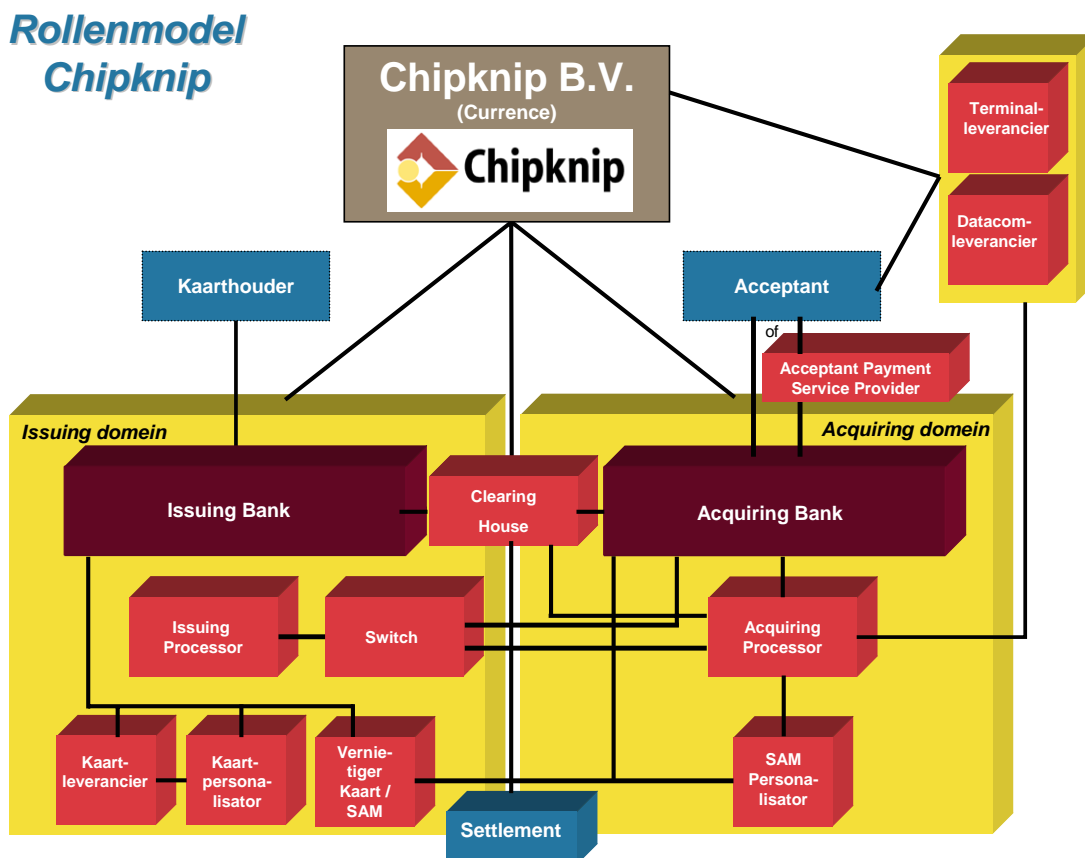 Rollenmodel
Chipknip
Chipknip B.V.
(Currence)
Chipknip
Terminal-
leverancier
Datacom-
leverancier
Kaarthouder
Acceptant
of
Acceptant Payment
Service Provider
Issuing domein
Acquiring domein
Issuing Bank
Clearing
House
Acquiring Bank
Issuing
Processor
Switch
Acquiring
Processor
Kaart-
leverancier
Kaart-
persona-
lisator
Vernie-
tiger
Kaart /
SAM
SAM
Persona-
lisator
Settlement